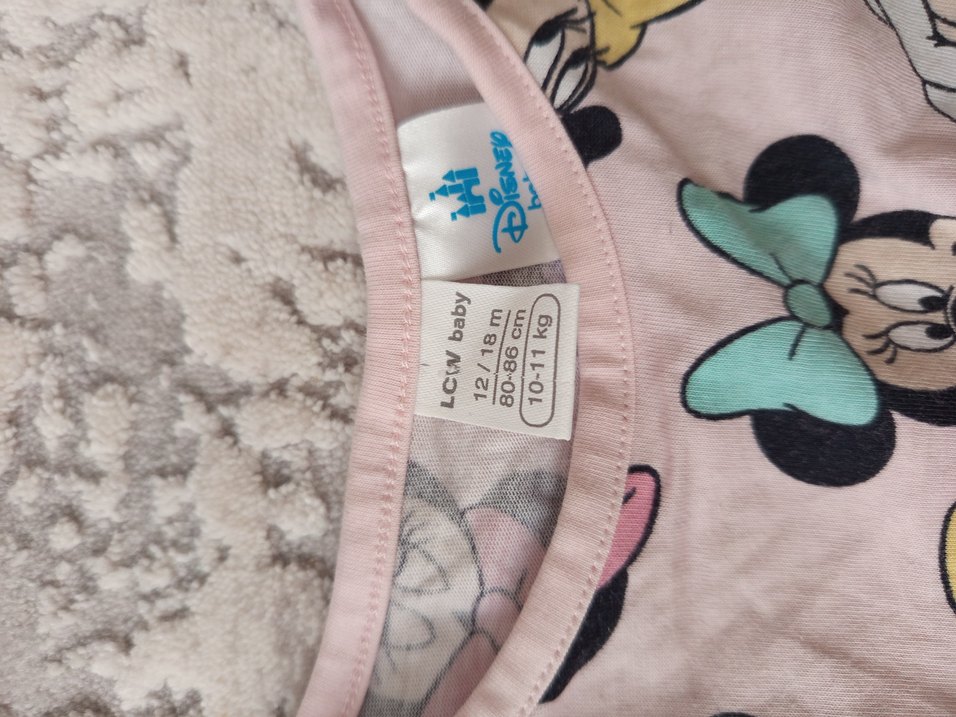 Disney
LCW baby
12 / 18 m
80-86 cm
10-11 kg